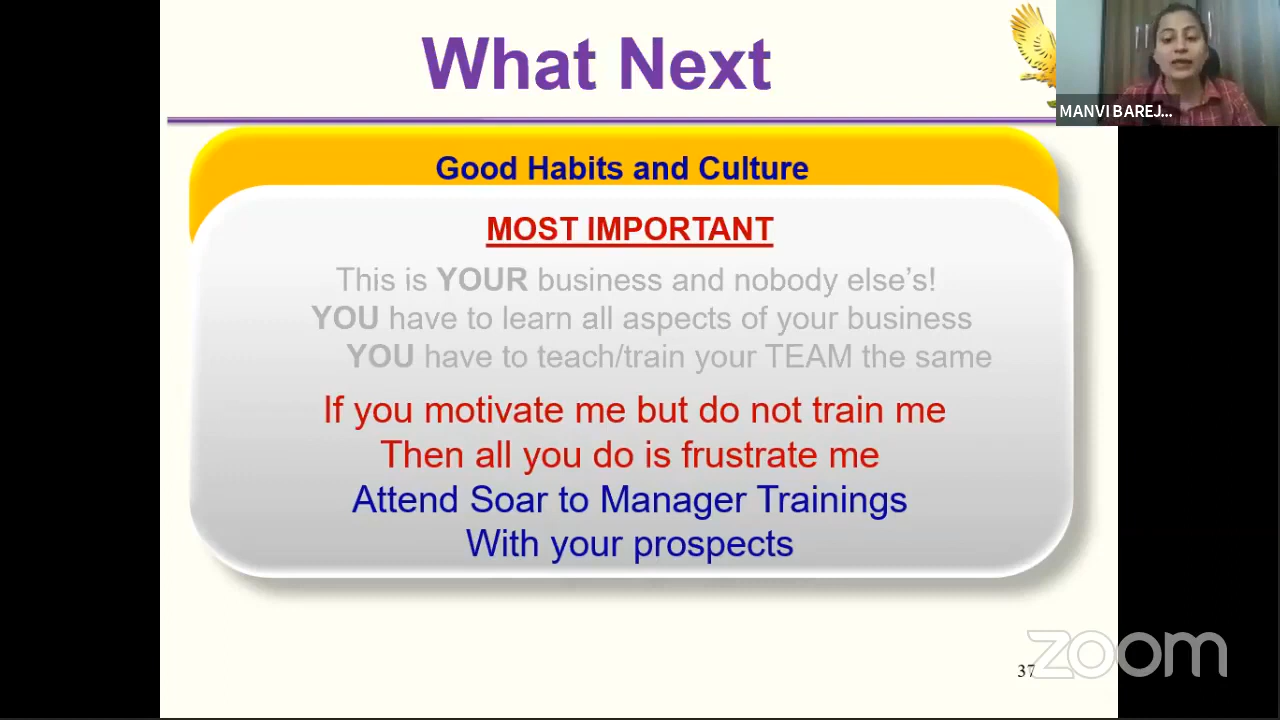 What Next
MANVI BAREJ...
Good Habits and Culture
MOST IMPORTANT
This is YOUR business and nobody else's!
YOU have to learn all aspects of your business
YOU have to teach/train your TEAM the same
If you motivate me but do not train me
Then all you do is frustrate me
Attend Soar to Manager Trainings
With your prospects
37
zoom